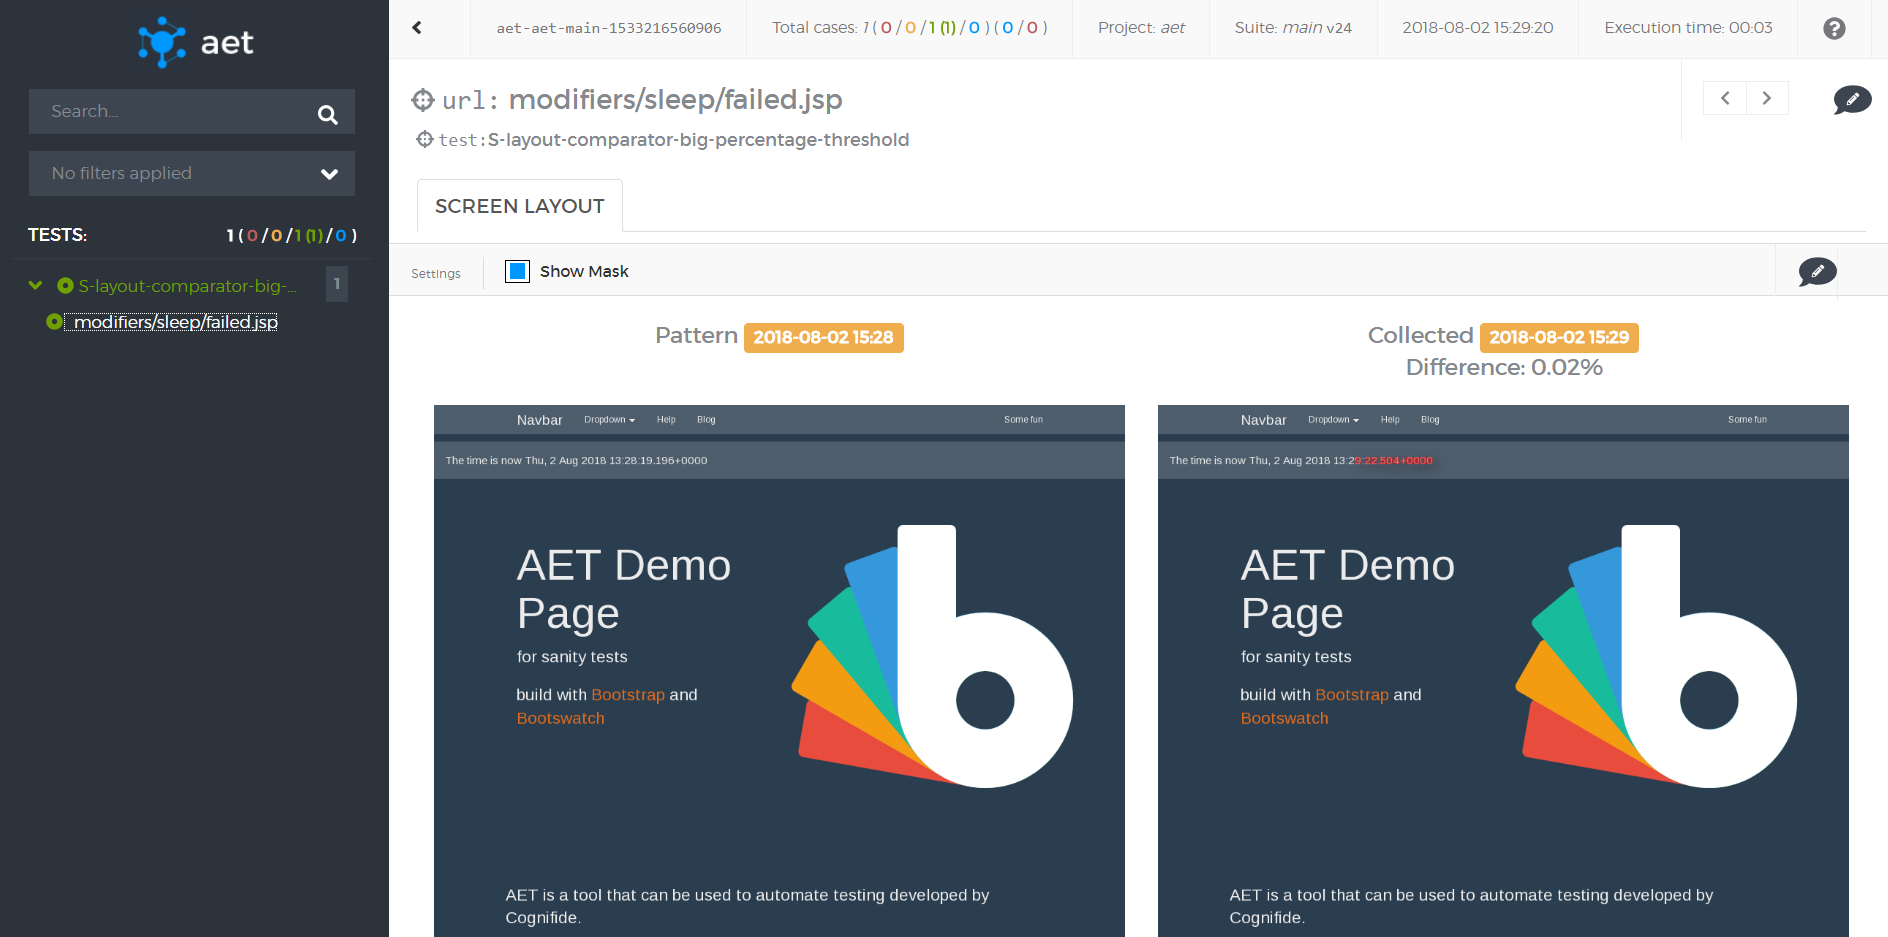 aet
Search...
No filters applied
TESTS: 1 ( 0 / 0 / 1 (1) / 0 )
S-layout-comparator-big-... 1
modifiers/sleep/failed.jsp
aet-aet-main-1533216560906 Total cases: 1 ( 0 / 0 / 1 (1) / 0 ) ( 0 / 0 ) Project: aet Suite: main v24 2018-08-02 15:29:20 Execution time: 00:03 ?
url: modifiers/sleep/failed.jsp
test: S-layout-comparator-big-percentage-threshold
SCREEN LAYOUT
Settings Show Mask
Pattern 2018-08-02 15:28
Navbar Dropdown Help Blog Some fun
The time is now Thu, 2 Aug 2018 13:28:19.196+0000
AET Demo
Page
for sanity tests
build with Bootstrap and
Bootswatch
AET is a tool that can be used to automate testing developed by
Cognifide.
Collected 2018-08-02 15:29
Difference: 0.02%
Navbar Dropdown Help Blog Some fun
The time is now Thu, 2 Aug 2018 13:29:22.504+0000
AET Demo
Page
for sanity tests
build with Bootstrap and
Bootswatch
AET is a tool that can be used to automate testing developed by
Cognifide.